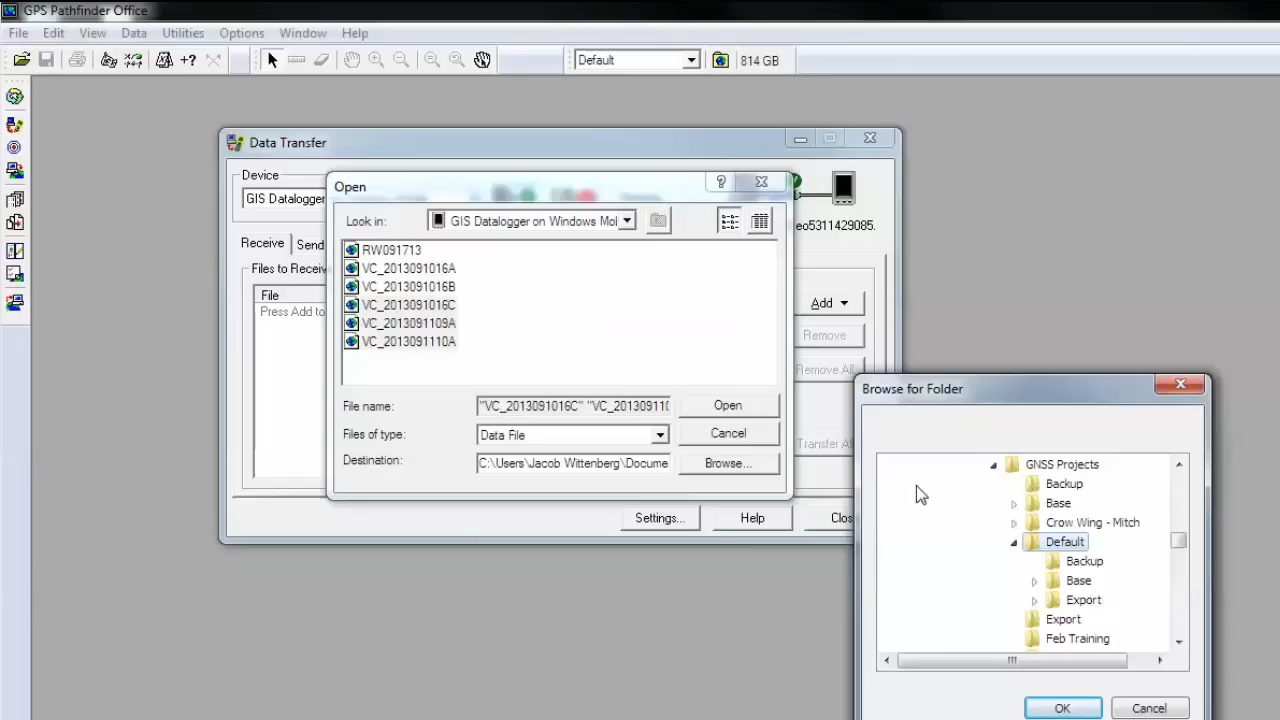 GPS Pathfinder Office
File Edit View Data Utilities Options Window Help
Default 814 GB
Data Transfer
Device
GIS Datalogger
eo5311429085.
Receive Send
Files to Receiv
File
Press Add to
Add
Remove
Remove All
Transfer All
Settings... Help Clos
Open
Look in: GIS Datalogger on Windows Mol
RW091713
VC_2013091016A
VC_2013091016B
VC_2013091016C
VC_2013091109A
VC_2013091110A
File name: "VC_2013091016C" "VC_201309110 Open
Files of type: Data File Cancel
Destination: C:\Users\Jacob Wittenberg\Docume Browse...
Browse for Folder
GNSS Projects
Backup
Base
Crow Wing - Mitch
Default
Backup
Base
Export
Export
Feb Training
OK Cancel